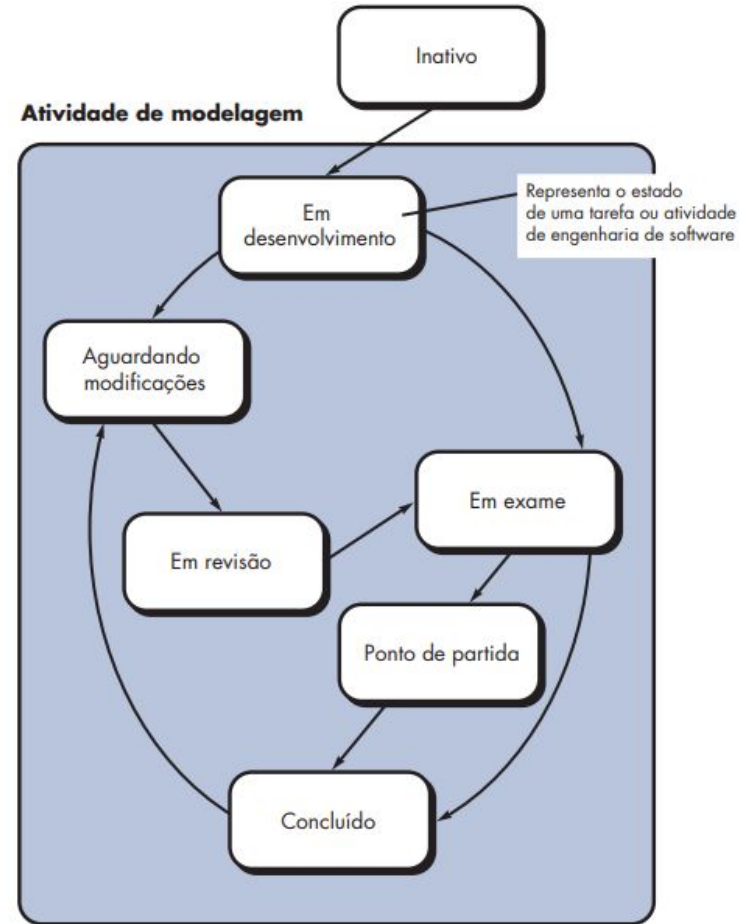 Inativo
Atividade de modelagem
Em
desenvolvimento
Representa o estado
de uma tarefa ou atividade
de engenharia de software
Aguardando
modificações
Em exame
Em revisão
Ponto de partida
Concluído